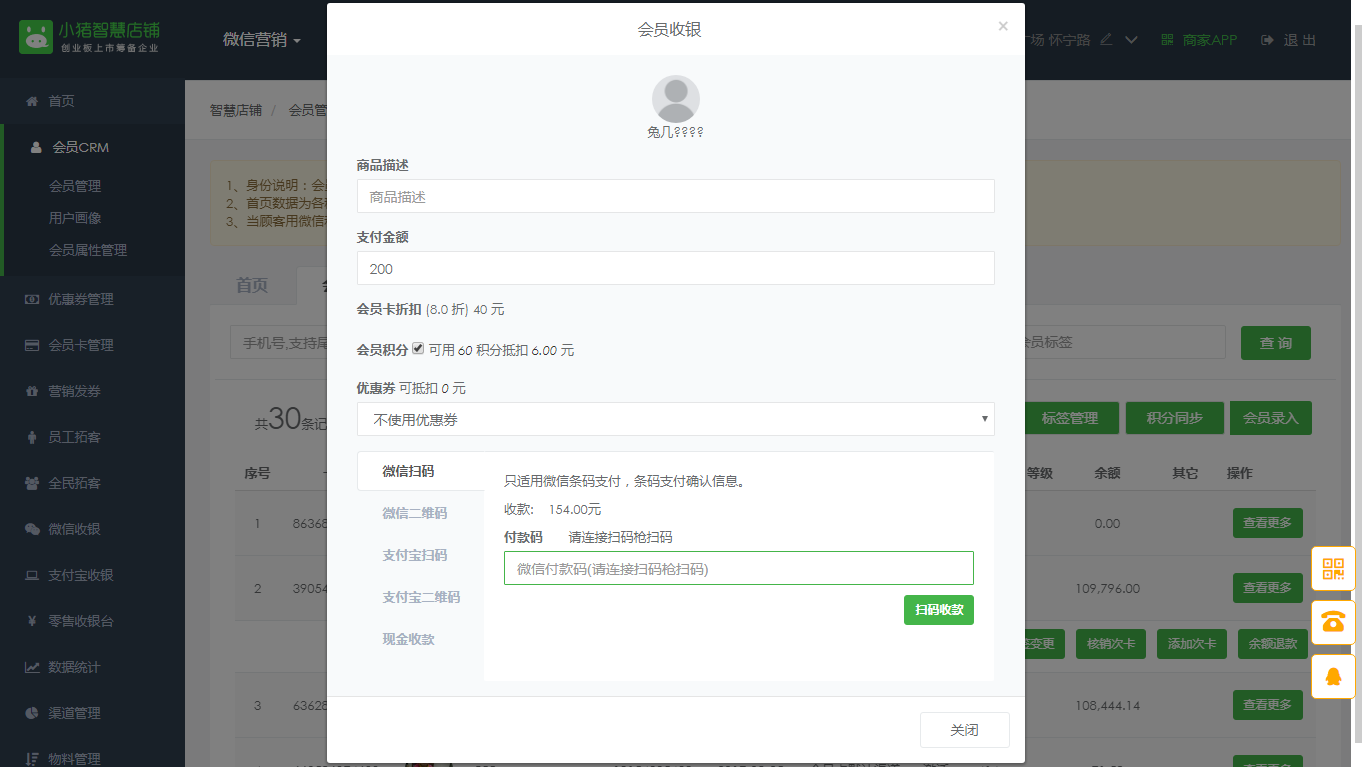 小猪智慧店铺
创业板上市筹备企业
微信营销
会员收银
×
场 怀宁路
商家APP
退 出
首页
会员CRM
会员管理
用户画像
会员属性管理
优惠券管理
会员卡管理
营销发券
员工拓客
全民拓客
微信收银
支付宝收银
零售收银台
数据统计
渠道管理
物料管理
智慧店铺 / 会员管
1、身份说明：会
2、首页数据为各
3、当顾客用微信
首页
手机号,支持尾
会员标签
查 询
共30条记
标签管理
积分同步
会员录入
序号
等级
余额
其它
操作
1
86368
0.00
查看更多
2
39054
109,796.00
查看更多
变更
核销次卡
添加次卡
余额退款
3
63628
108,444.14
查看更多
兔几????
商品描述
商品描述
支付金额
200
会员卡折扣 (8.0 折) 40 元
会员积分 可用 60 积分抵扣 6.00 元
优惠券 可抵扣 0 元
不使用优惠券
微信扫码
微信二维码
支付宝扫码
支付宝二维码
现金收款
只适用微信条码支付，条码支付确认信息。
收款: 154.00元
付款码 请连接扫码枪扫码
微信付款码(请连接扫码枪扫码)
扫码收款
关闭